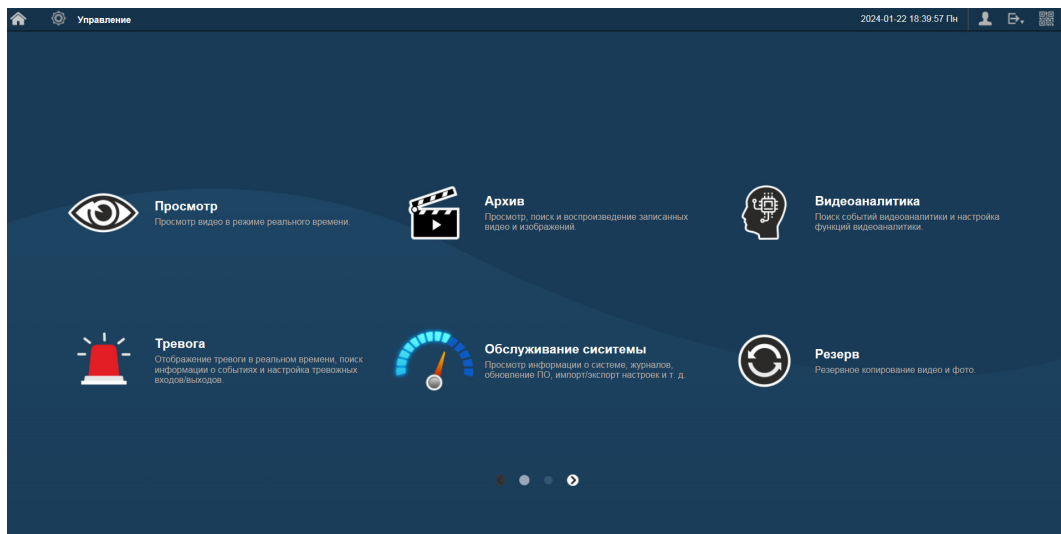 Управление
2024-01-22 18:39:57 Пн
Просмотр
Просмотр видео в режиме реального времени.
Архив
Просмотр, поиск и воспроизведение записанных
видео и изображений.
Видеоаналитика
Поиск событий видеоаналитики и настройка
функций видеоаналитики.
Тревога
Отображение тревоги в реальном времени, поиск
информации о событиях и настройка тревожных
входов/выходов.
Обслуживание сиситемы
Просмотр информации о системе, журналов,
обновление ПО, импорт/экспорт настроек и т. д.
Резерв
Резервное копирование видео и фото.